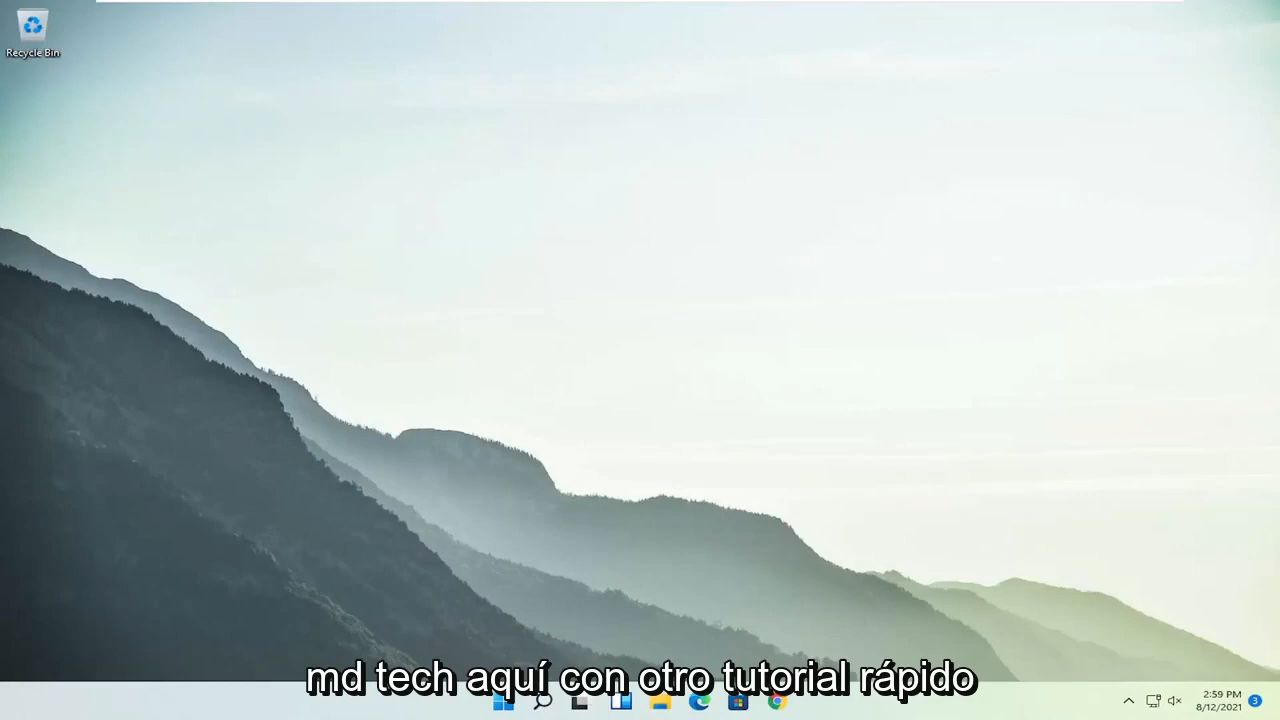 Recycle Bin
md tech aquí con otro tutorial rápido
2:59 PM
8/12/2021
3